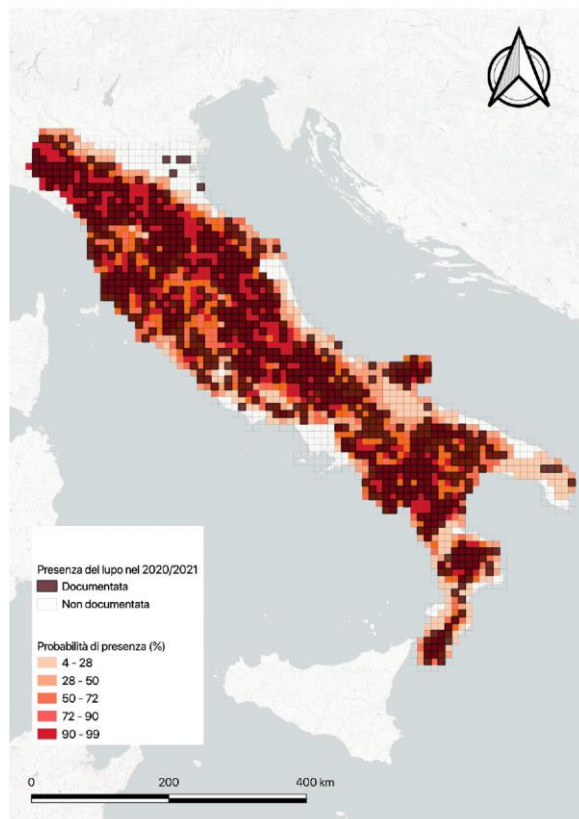 Presenza del lupo nel 2020/2021
Documentata
Non documentata
Probabilità di presenza (%)
4 - 28
28 - 50
50 - 72
72 - 90
90 - 99
0 200 400 km